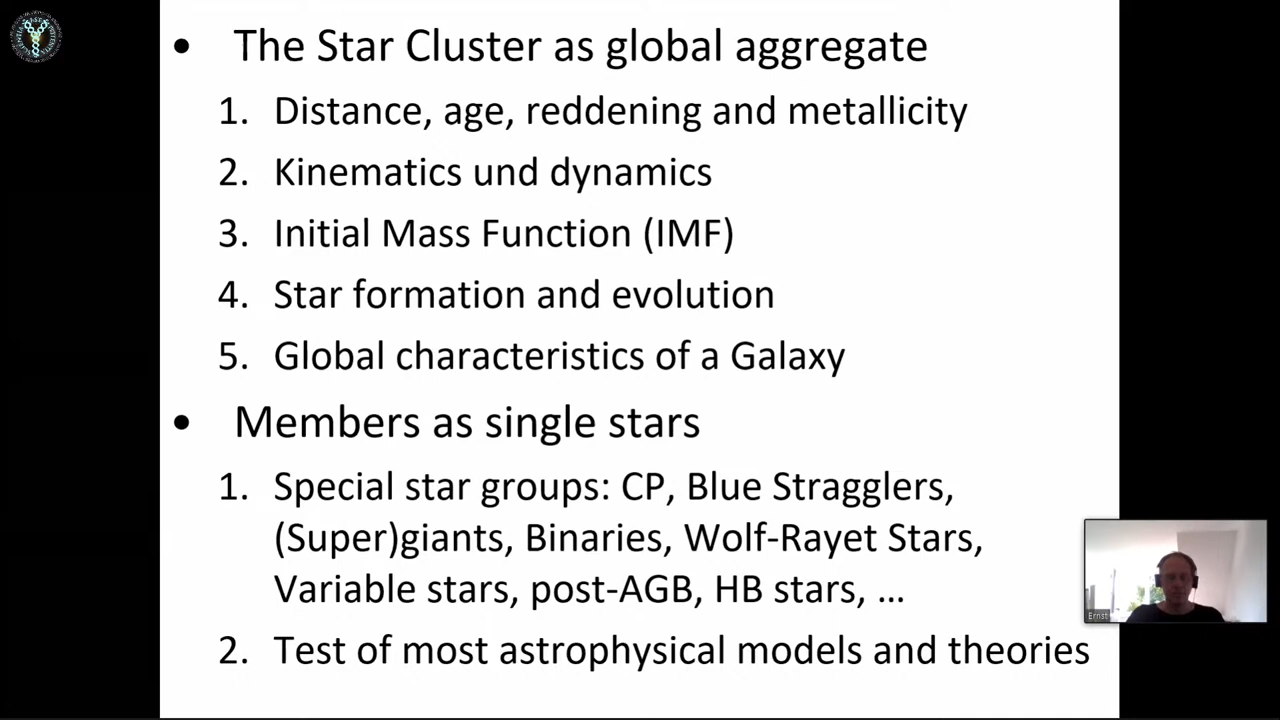 • The Star Cluster as global aggregate
1. Distance, age, reddening and metallicity
2. Kinematics und dynamics
3. Initial Mass Function (IMF)
4. Star formation and evolution
5. Global characteristics of a Galaxy
• Members as single stars
1. Special star groups: CP, Blue Stragglers,
(Super)giants, Binaries, Wolf-Rayet Stars,
Variable stars, post-AGB, HB stars, ...
2. Test of most astrophysical models and theories
Ernst